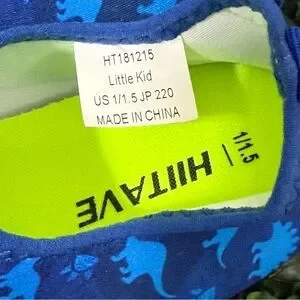 HT181215
Little Kid
US 1/1.5 JP 220
MADE IN CHINA
HIITAVE
1/1.5